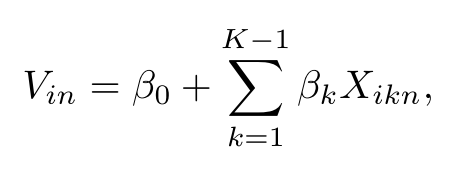 $V_{in} = \beta_0 + \sum_{k=1}^{K-1} \beta_k X_{ikn},$